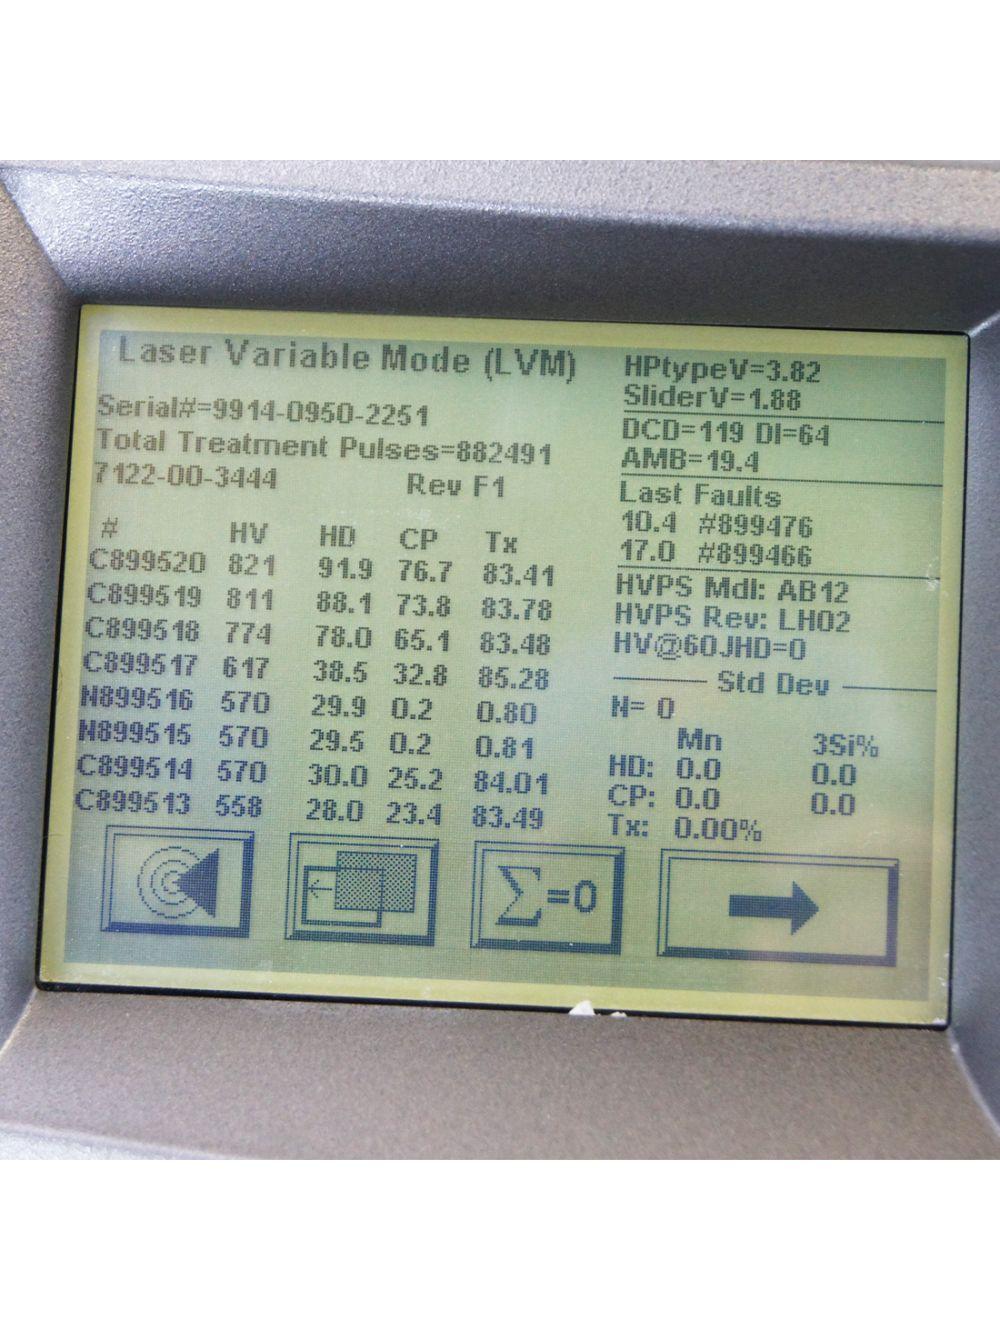 Laser Variable Mode (LVM)
Serial#=9914-0950-2251
Total Treatment Pulses=882491
7122-00-3444 Rev F1
# HV HD CP Tx
C899520 821 91.9 76.7 83.41
C899519 811 88.1 73.8 83.78
C899518 774 78.0 65.1 83.48
C899517 617 38.5 32.8 85.28
N899516 570 29.9 0.2 0.80
N899515 570 29.5 0.2 0.81
C899514 570 30.0 25.2 84.01
C899513 558 28.0 23.4 83.49
HPtypeV=3.82
SliderV=1.88
DCD=119 DI=64
AMB=19.4
Last Faults
10.4 #899476
17.0 #899466
HVPS Mdl: AB12
HVPS Rev: LH02
HV@60JHD=0
Std Dev
N= 0
Mn 3Si%
HD: 0.0 0.0
CP: 0.0 0.0
Tx: 0.00%
Σ=0